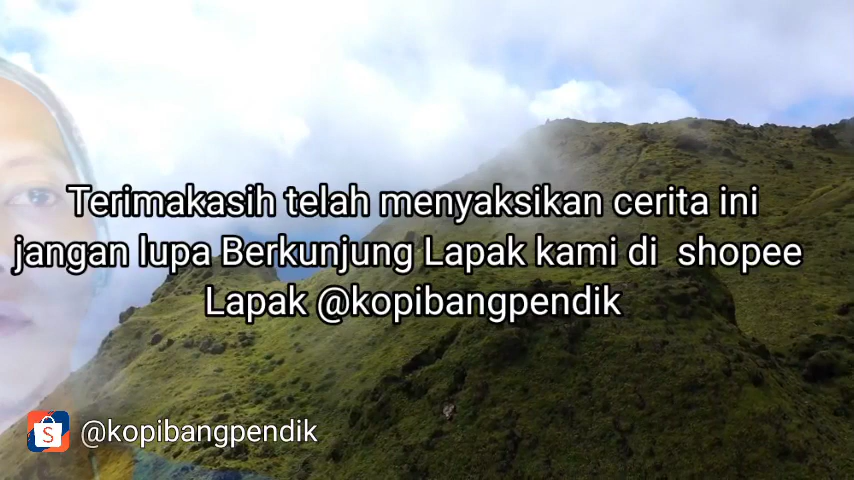 Terimakasih telah menyaksikan cerita ini
jangan lupa Berkunjung Lapak kami di shopee
Lapak @kopibangpendik
S
@kopibangpendik